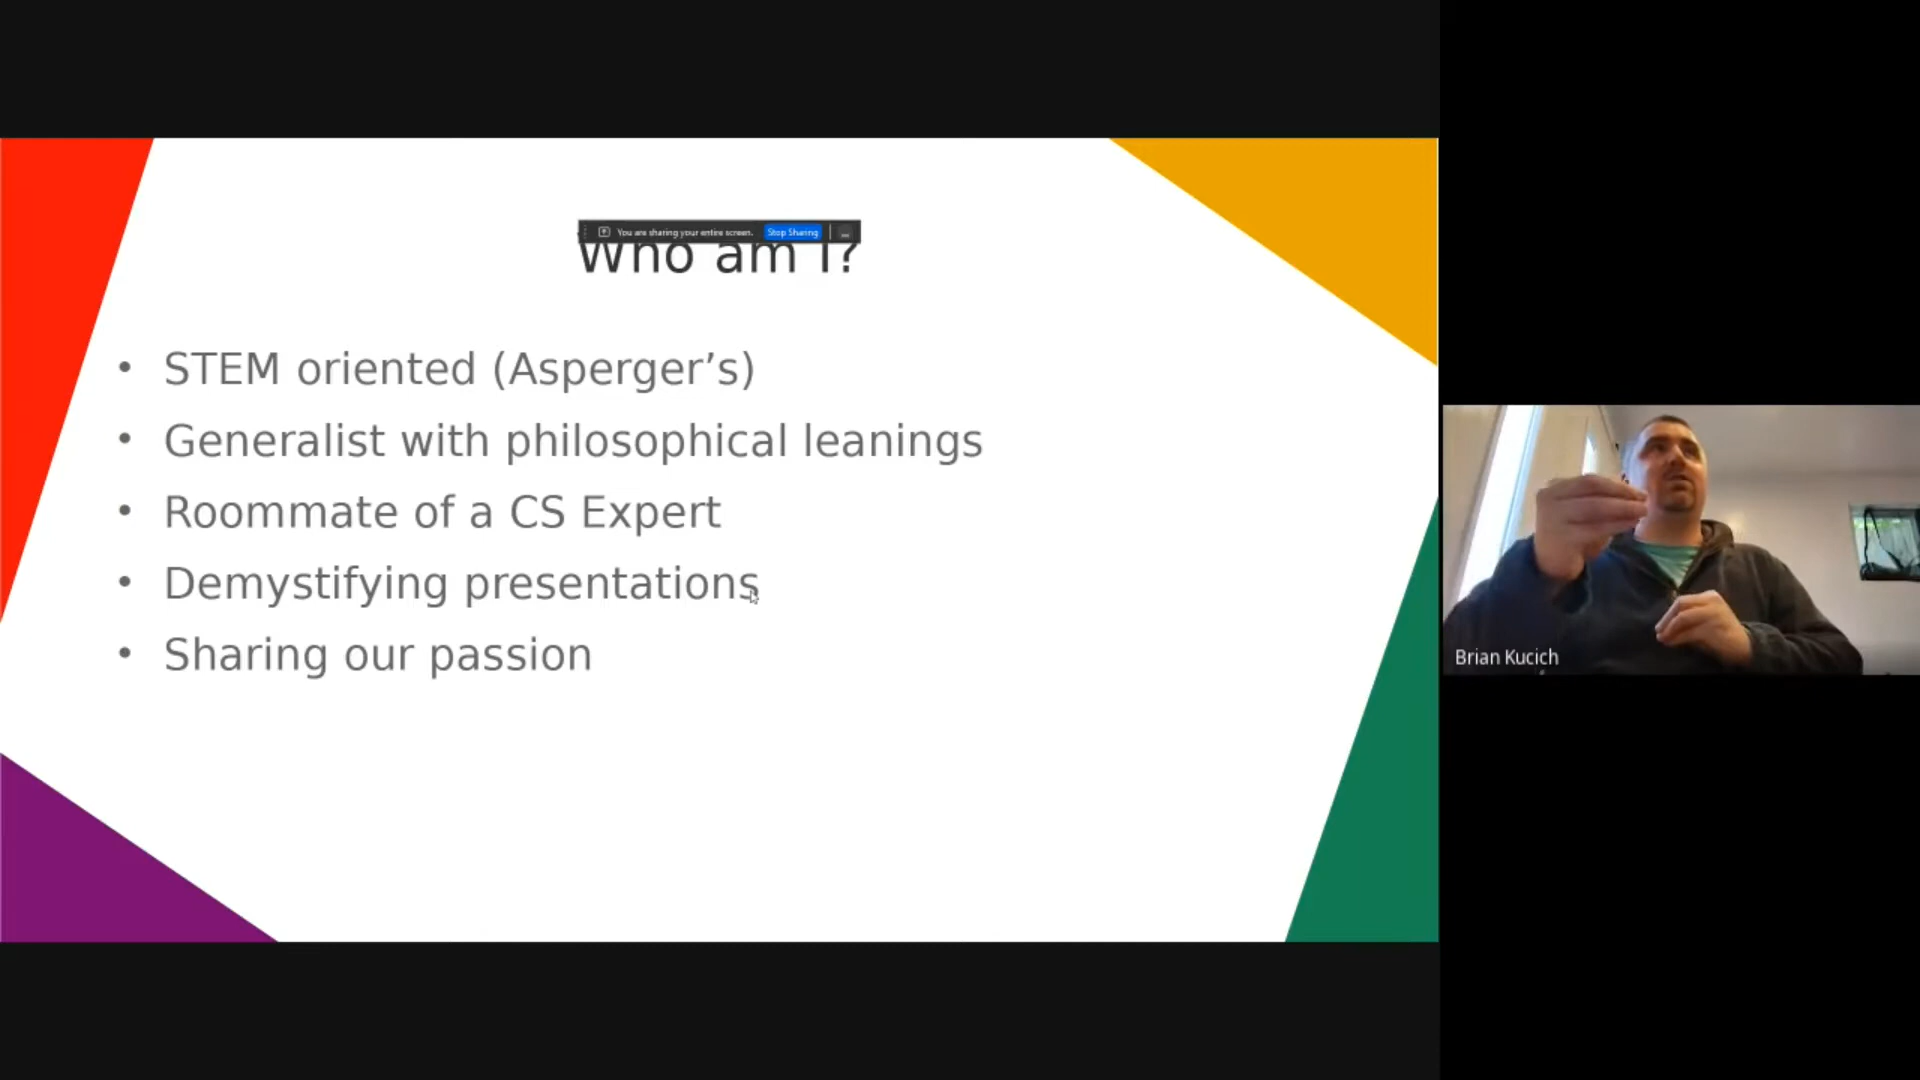 You are sharing your entire screen. Stop Sharing
Who am I?
• STEM oriented (Asperger’s)
• Generalist with philosophical leanings
• Roommate of a CS Expert
• Demystifying presentations
• Sharing our passion
Brian Kucich